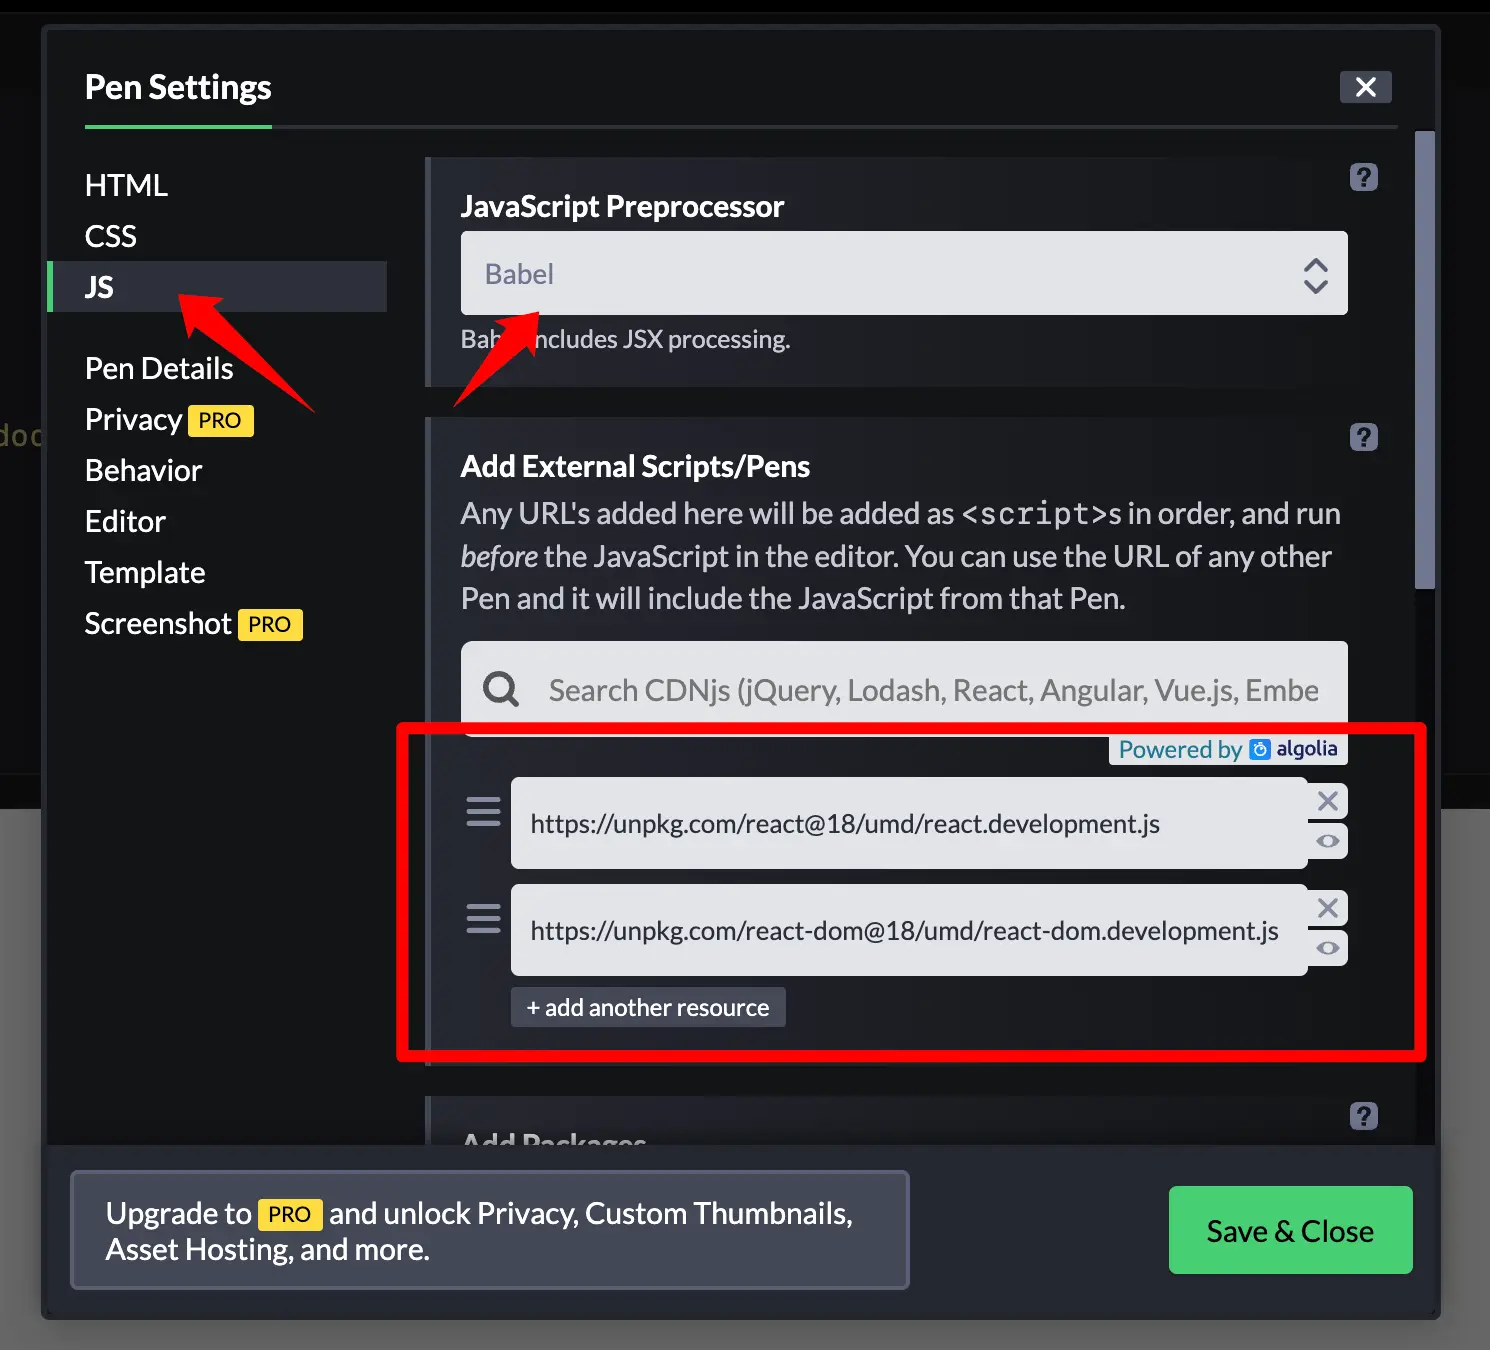 Pen Settings
HTML
CSS
JS
Pen Details
Privacy PRO
Behavior
Editor
Template
Screenshot PRO
JavaScript Preprocessor
Babel
includes JSX processing.
Add External Scripts/Pens
Any URL's added here will be added as <script>s in order, and run
before the JavaScript in the editor. You can use the URL of any other
Pen and it will include the JavaScript from that Pen.
Search CDNjs (jQuery, Lodash, React, Angular, Vue.js, Embe
Powered by algolia
https://unpkg.com/react@18/umd/react.development.js
https://unpkg.com/react-dom@18/umd/react-dom.development.js
+ add another resource
Add Packages
Upgrade to PRO and unlock Privacy, Custom Thumbnails,
Asset Hosting, and more.
Save & Close